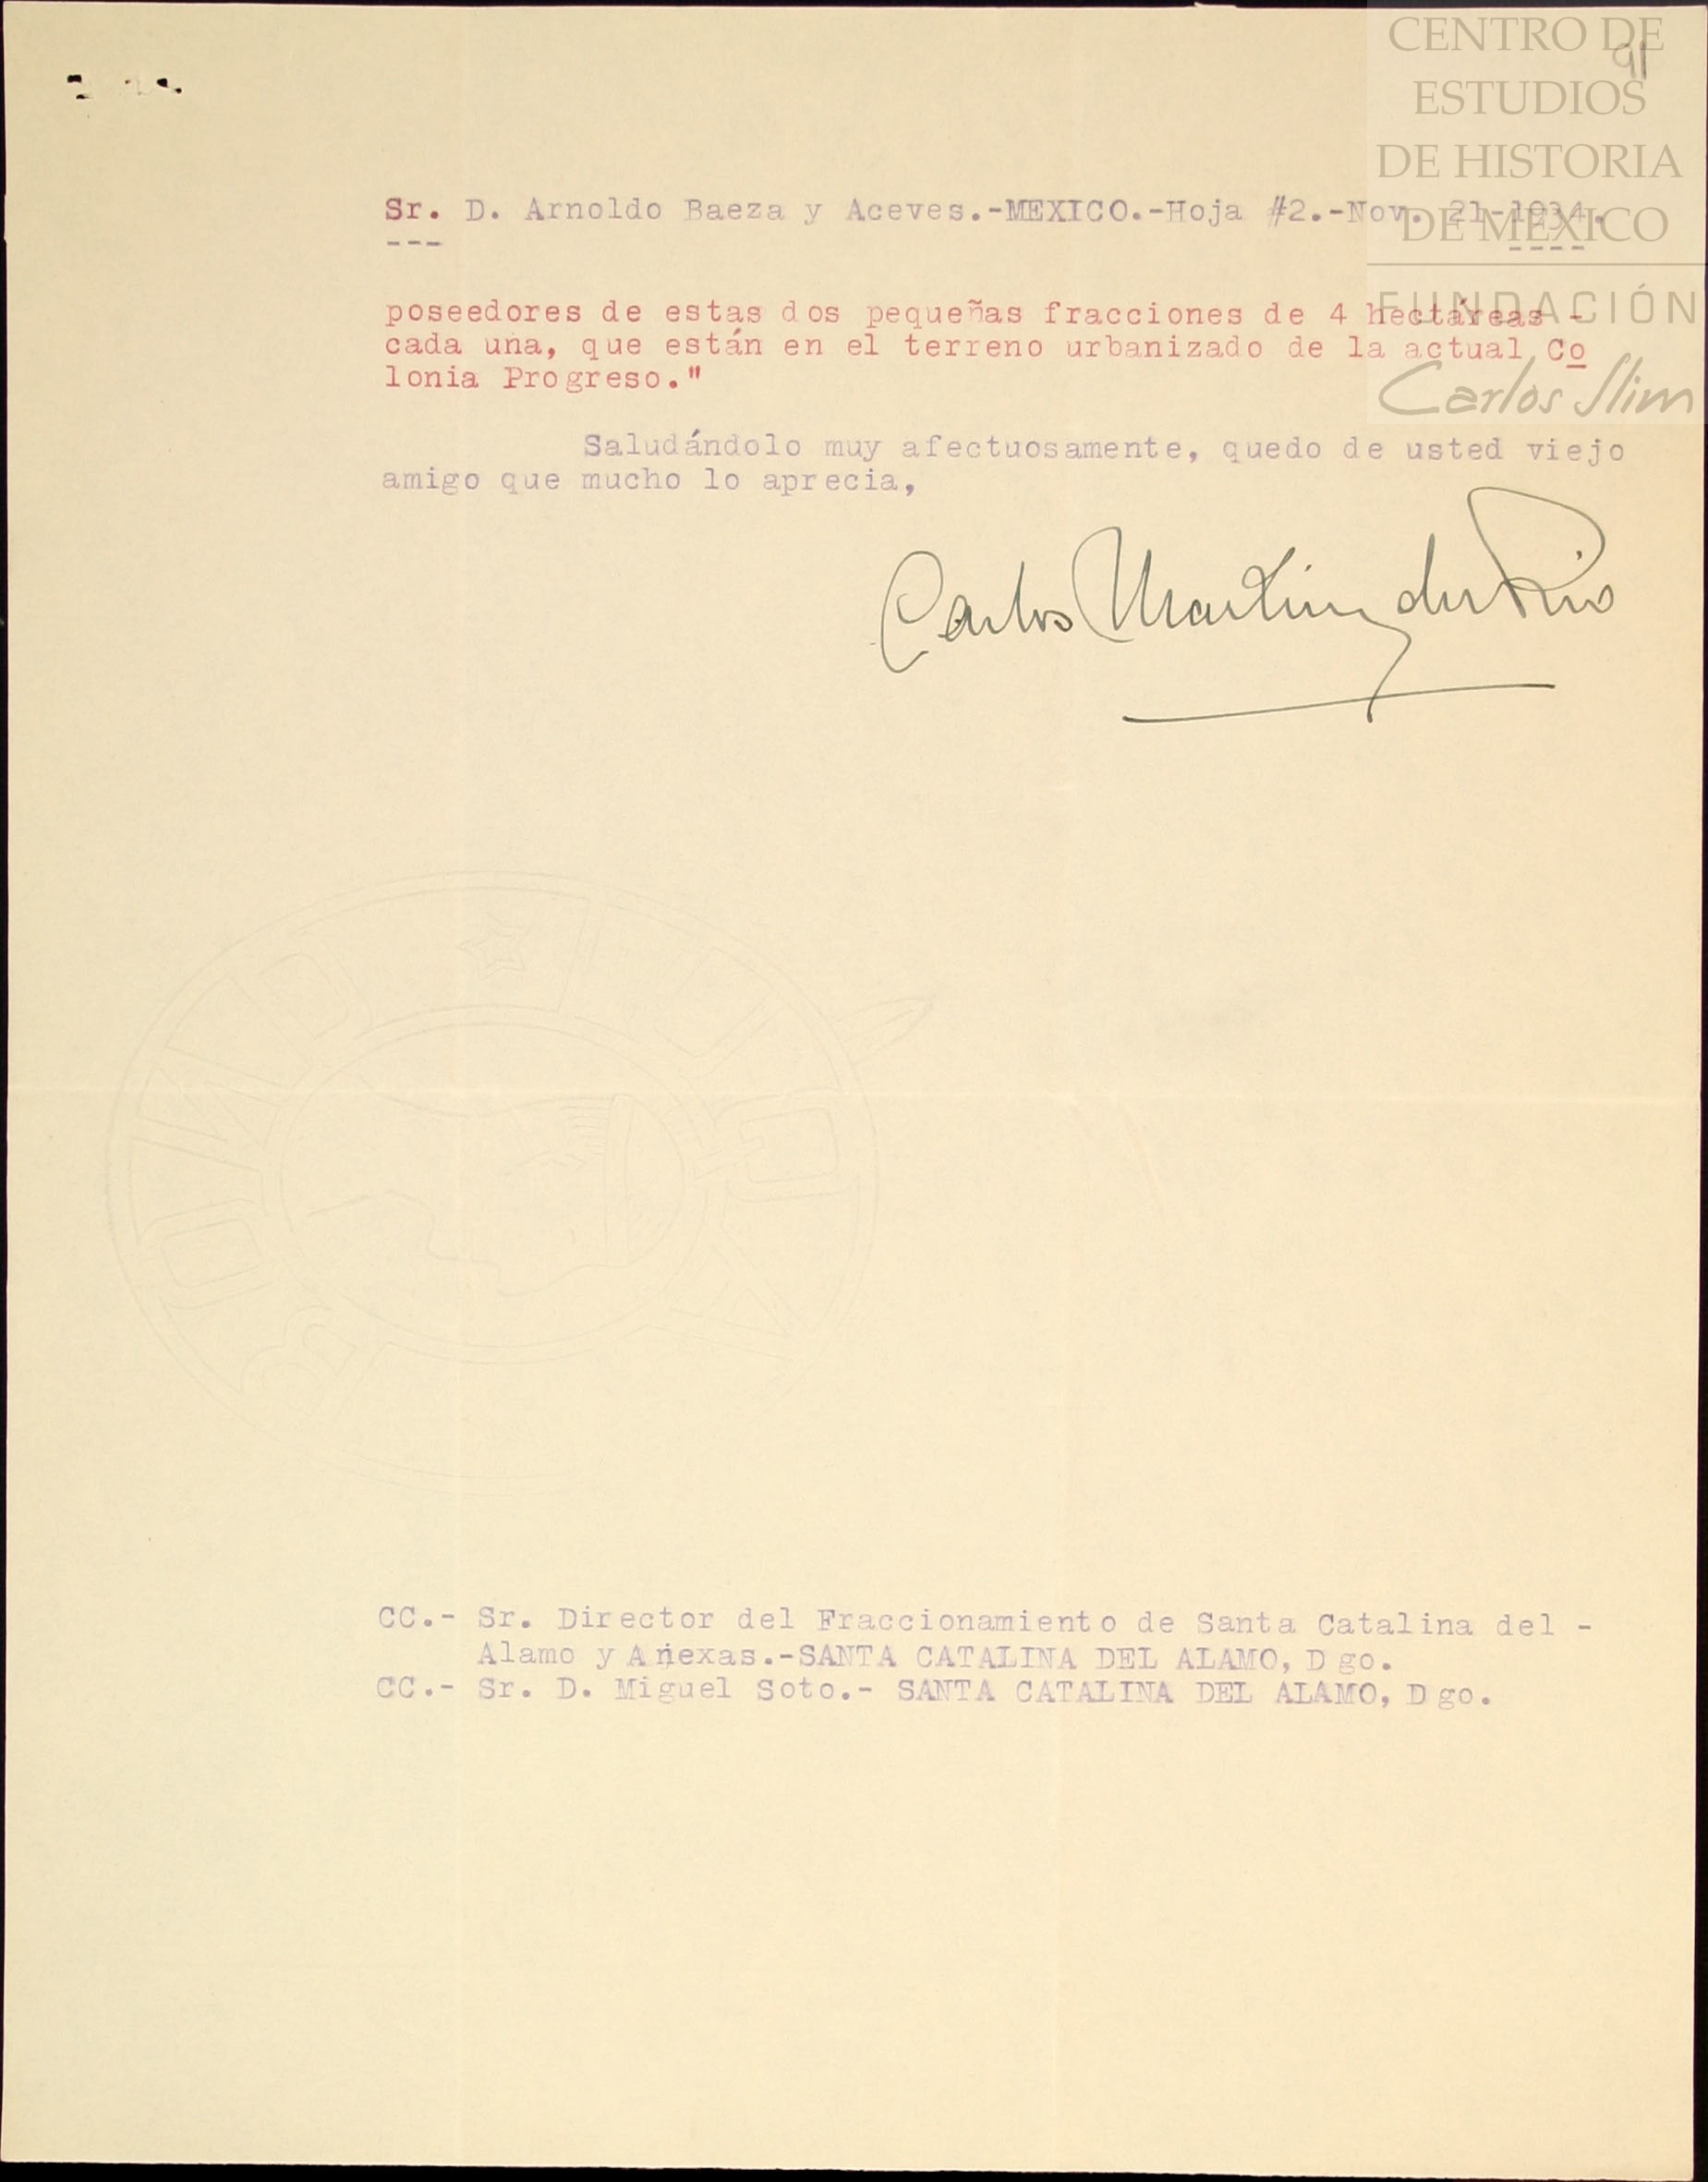 CENTRO DE
ESTUDIOS
DE HISTORIA
DE MEXICO
FUNDACIÓN
Carlos Slim
91
Sr. D. Arnoldo Baeza y Aceves.-MEXICO.-Hoja #2.-Nov. 21-1934.
--- ----
poseedores de estas dos pequeñas fracciones de 4 hectáreas -
cada una, que están en el terreno urbanizado de la actual Co
lonia Progreso."
Saludándolo muy afectuosamente, quedo de usted viejo
amigo que mucho lo aprecia,
Carlos Martínez del Río
CC.- Sr. Director del Fraccionamiento de Santa Catalina del -
Alamo y Anexas.-SANTA CATALINA DEL ALAMO, Dgo.
CC.- Sr. D. Miguel Soto.- SANTA CATALINA DEL ALAMO, Dgo.